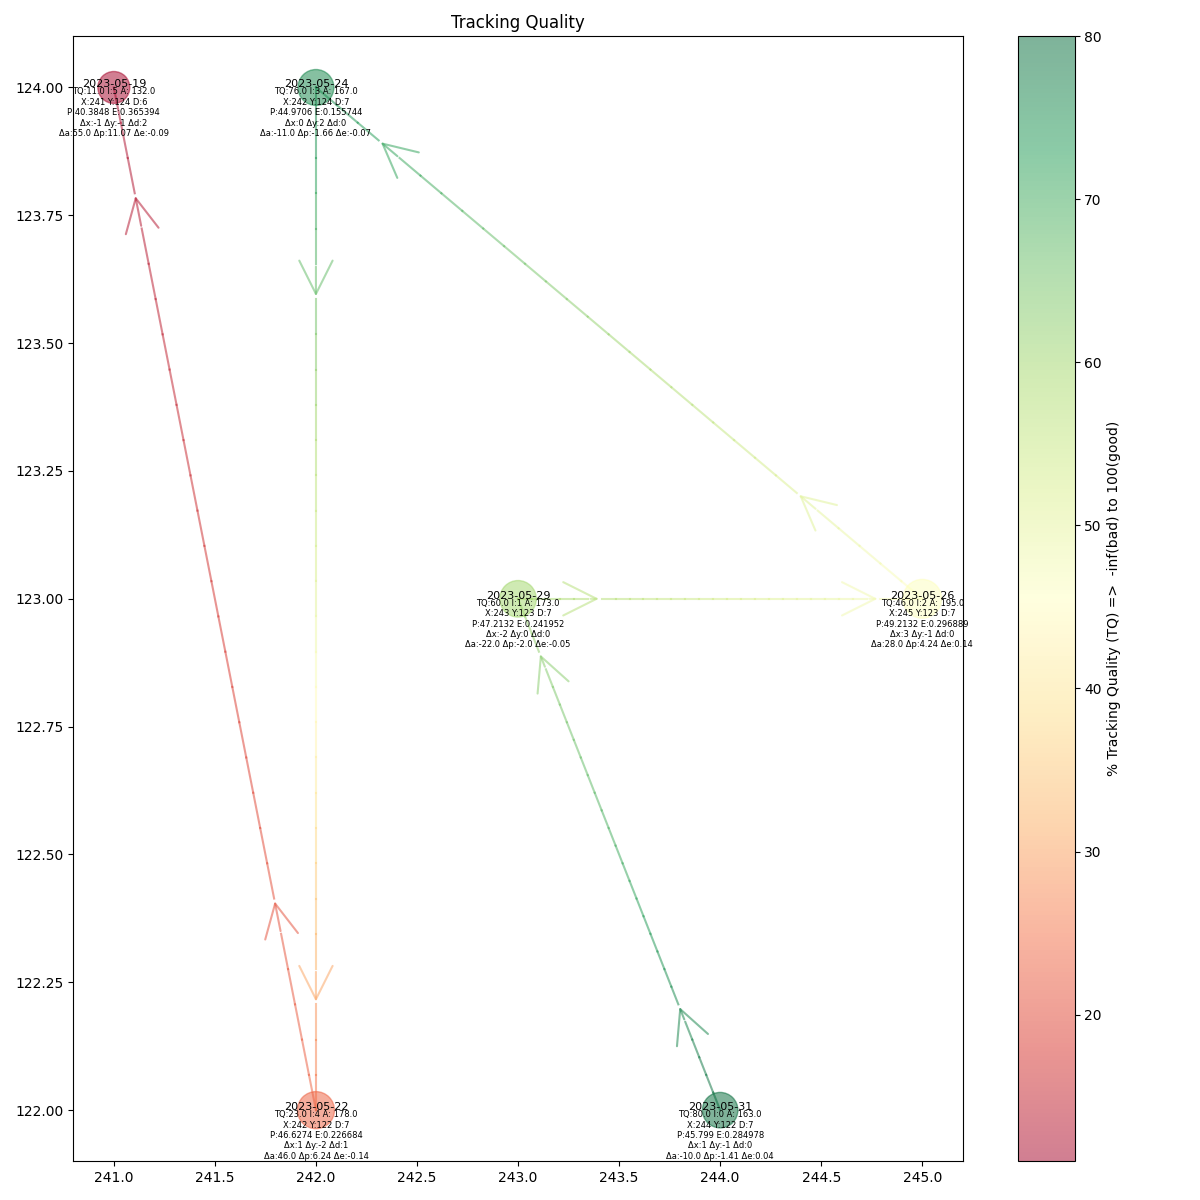 Tracking Quality
124.00
123.75
123.50
123.25
123.00
122.75
122.50
122.25
122.00
241.0
241.5
242.0
242.5
243.0
243.5
244.0
244.5
245.0
2023-05-19
TQ:11.0 I:5 A: 132.0
X:241 Y:124 D:6
P:40.3848 E:0.365394
Δx:-1 Δy:-1 Δd:2
Δa:55.0 Δp:11.07 Δe:-0.09
2023-05-24
TQ:76.0 I:3 A: 167.0
X:242 Y:124 D:7
P:44.9706 E:0.155744
Δx:0 Δy:2 Δd:0
Δa:-11.0 Δp:-1.66 Δe:-0.07
2023-05-29
TQ:60.0 I:1 A: 173.0
X:243 Y:123 D:7
P:47.2132 E:0.241952
Δx:-2 Δy:0 Δd:0
Δa:-22.0 Δp:-2.0 Δe:-0.05
2023-05-26
TQ:46.0 I:2 A: 195.0
X:245 Y:123 D:7
P:49.2132 E:0.296889
Δx:3 Δy:-1 Δd:0
Δa:28.0 Δp:4.24 Δe:0.14
2023-05-22
TQ:23.0 I:4 A: 178.0
X:242 Y:122 D:7
P:46.6274 E:0.226684
Δx:1 Δy:-2 Δd:1
Δa:46.0 Δp:6.24 Δe:-0.14
2023-05-31
TQ:80.0 I:0 A: 163.0
X:244 Y:122 D:7
P:45.799 E:0.284978
Δx:1 Δy:-1 Δd:0
Δa:-10.0 Δp:-1.41 Δe:0.04
80
70
60
50
40
30
20
% Tracking Quality (TQ) => -inf(bad) to 100(good)